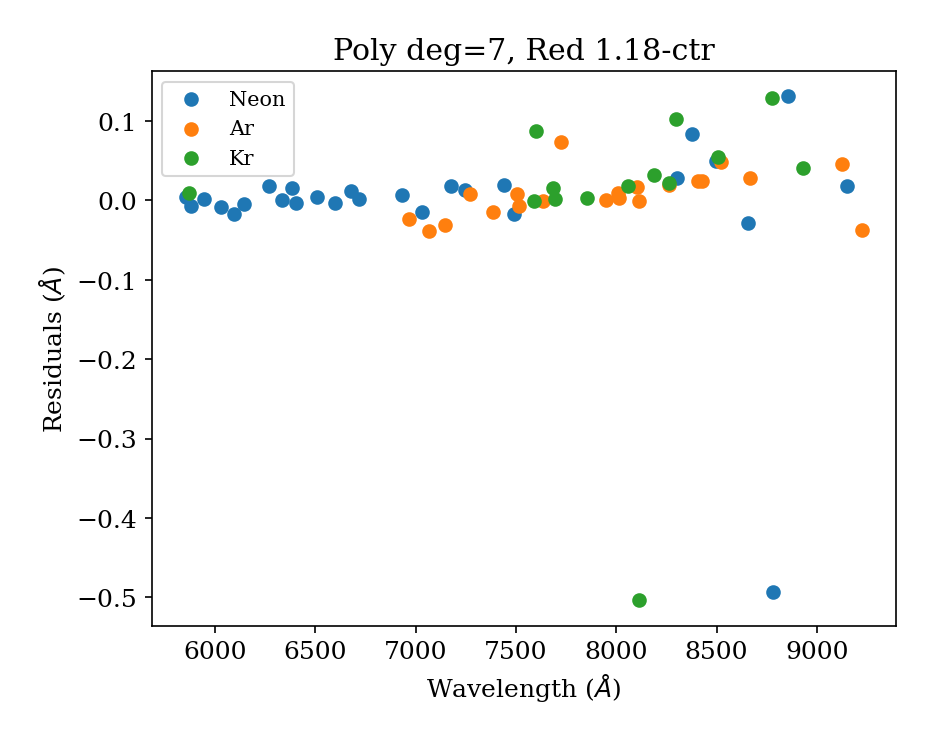 Poly deg=7, Red 1.18-ctr
Neon
Ar
Kr
0.1
0.0
−0.1
−0.2
−0.3
−0.4
−0.5
Residuals (Å)
6000 6500 7000 7500 8000 8500 9000
Wavelength (Å)